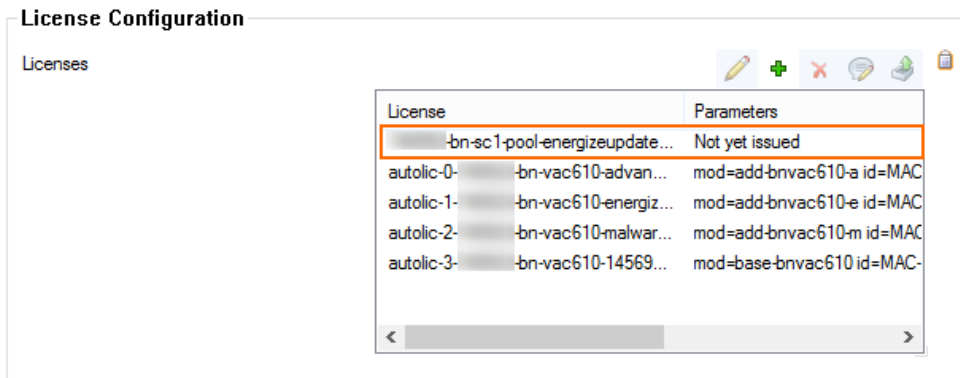 License Configuration
Licenses
License Parameters
-bn-sc1-pool-energizeupdate... Not yet issued
autolic-0- -bn-vac610-advan... mod=add-bnvac610-a id=MAC
autolic-1- -bn-vac610-energiz... mod=add-bnvac610-e id=MAC
autolic-2- -bn-vac610-malwar... mod=add-bnvac610-m id=MAC
autolic-3- -bn-vac610-14569... mod=base-bnvac610 id=MAC-